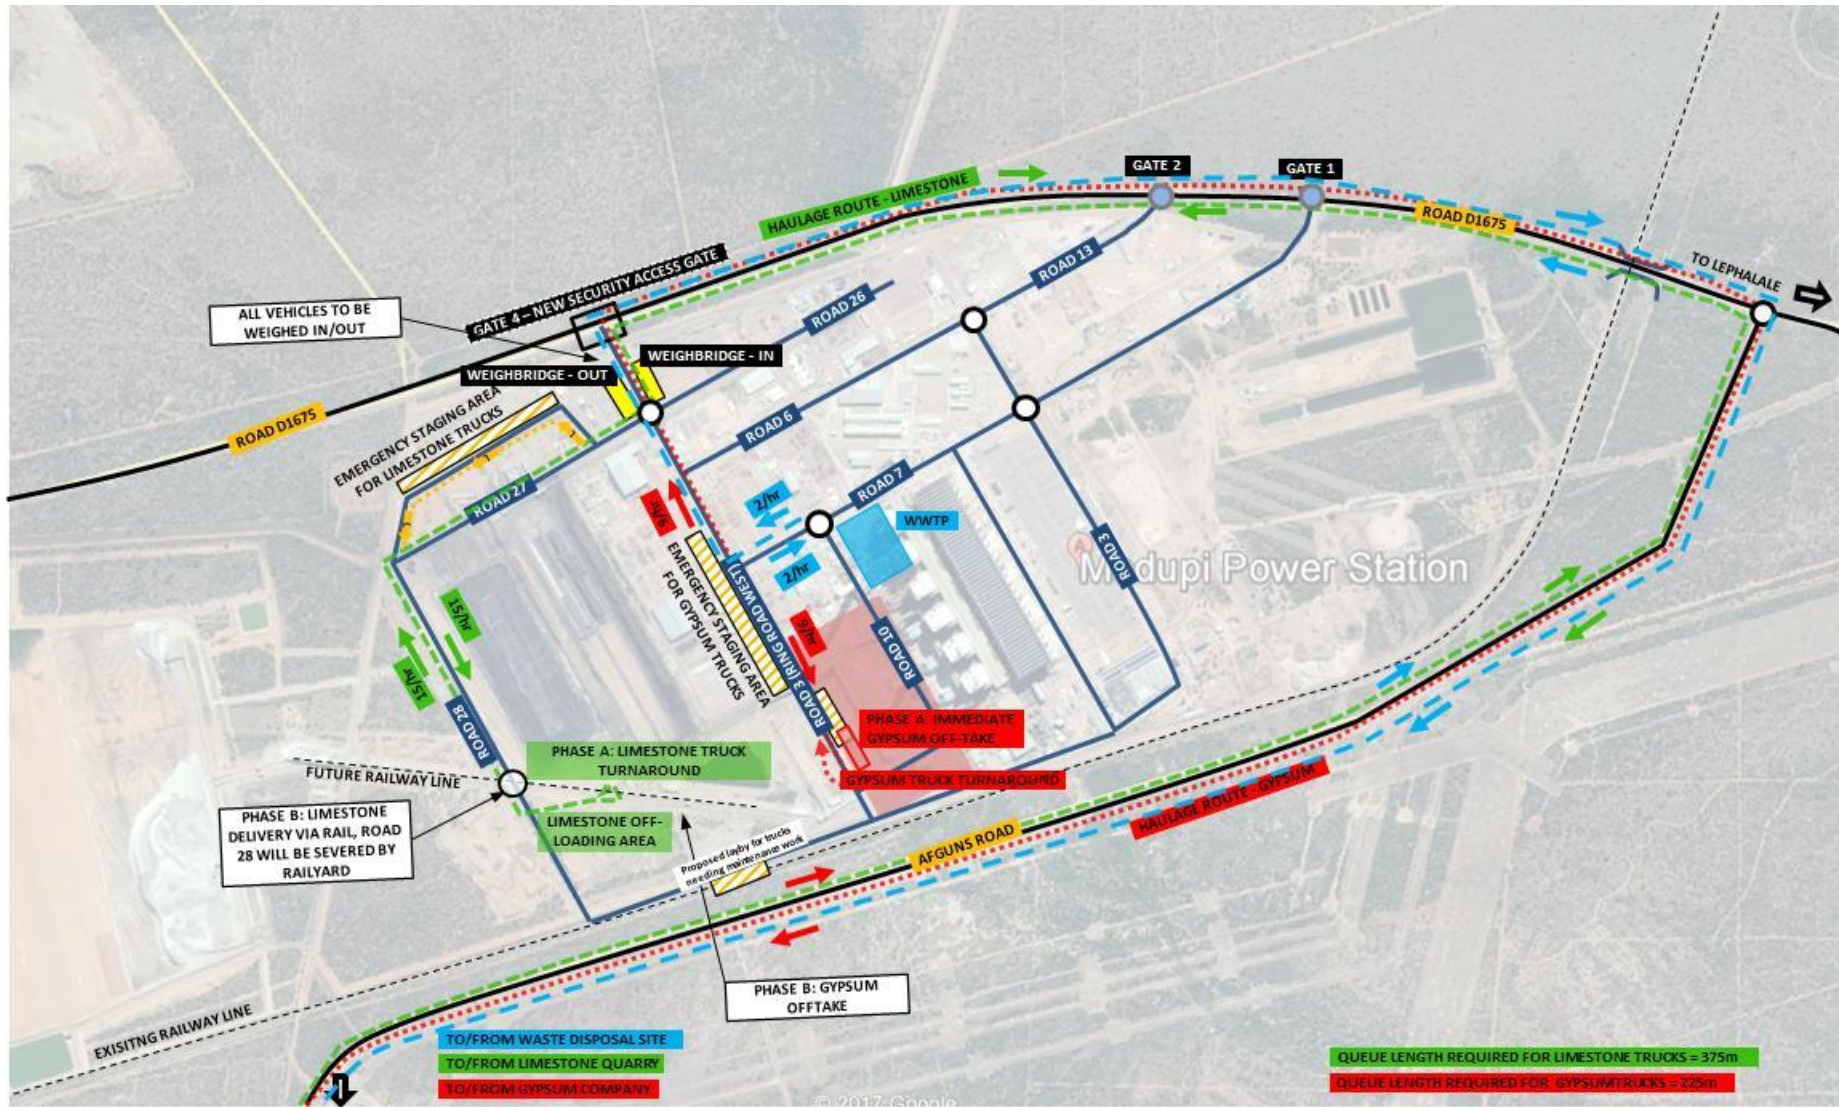 GATE 2
GATE 1
HAULAGE ROUTE - LIMESTONE
ROAD D1675
TO LEPHALALE
GATE 4 – NEW SECURITY ACCESS GATE
ALL VEHICLES TO BE
WEIGHED IN/OUT
ROAD 13
ROAD 26
WEIGHBRIDGE - IN
WEIGHBRIDGE - OUT
ROAD D1675
EMERGENCY STAGING AREA
FOR LIMESTONE TRUCKS
ROAD 6
ROAD 27
ROAD 7
2/hr
WWTP
2/hr
9/hr
ROAD 3
Medupi Power Station
EMERGENCY STAGING AREA
FOR GYPSUM TRUCKS
ROAD 3 (RING ROAD WEST)
9/hr
ROAD 10
15/hr
15/hr
ROAD 28
PHASE A: IMMEDIATE
GYPSUM OFF-TAKE
GYPSUM TRUCK TURNAROUND
PHASE A: LIMESTONE TRUCK
TURNAROUND
FUTURE RAILWAY LINE
LIMESTONE OFF-
LOADING AREA
PHASE B: LIMESTONE
DELIVERY VIA RAIL, ROAD
28 WILL BE SEVERED BY
RAILYARD
HAULAGE ROUTE - GYPSUM
AFGUNS ROAD
Proposed layby for trucks
needing maintenance work
PHASE B: GYPSUM
OFFTAKE
EXISITNG RAILWAY LINE
TO/FROM WASTE DISPOSAL SITE
TO/FROM LIMESTONE QUARRY
TO/FROM GYPSUM COMPANY
QUEUE LENGTH REQUIRED FOR LIMESTONE TRUCKS = 375m
QUEUE LENGTH REQUIRED FOR GYPSUMTRUCKS = 225m
© 2017 Google